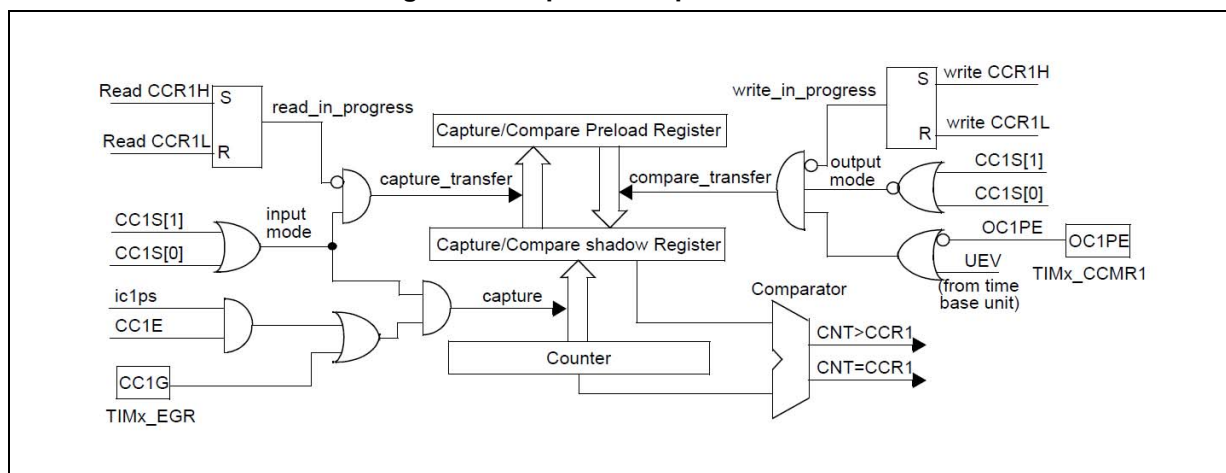 Read CCR1H
S
read_in_progress
Read CCR1L
R
Capture/Compare Preload Register
write_in_progress
S
write CCR1H
R
write CCR1L
capture_transfer
compare_transfer
output
mode
CC1S[1]
CC1S[0]
CC1S[1]
input
mode
CC1S[0]
Capture/Compare shadow Register
OC1PE
OC1PE
UEV
TIMx_CCMR1
(from time
base unit)
ic1ps
capture
Comparator
CC1E
CNT>CCR1
Counter
CNT=CCR1
CC1G
TIMx_EGR